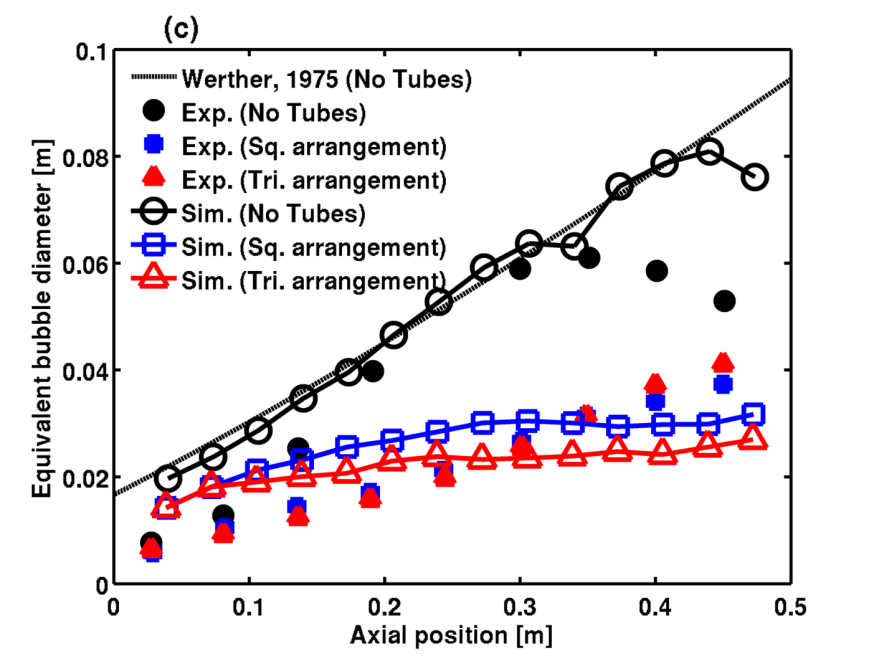 (c)
0.1
0.08
0.06
0.04
0.02
0
Equivalent bubble diameter [m]
Werther, 1975 (No Tubes)
Exp. (No Tubes)
Exp. (Sq. arrangement)
Exp. (Tri. arrangement)
Sim. (No Tubes)
Sim. (Sq. arrangement)
Sim. (Tri. arrangement)
0 0.1 0.2 0.3 0.4 0.5
Axial position [m]